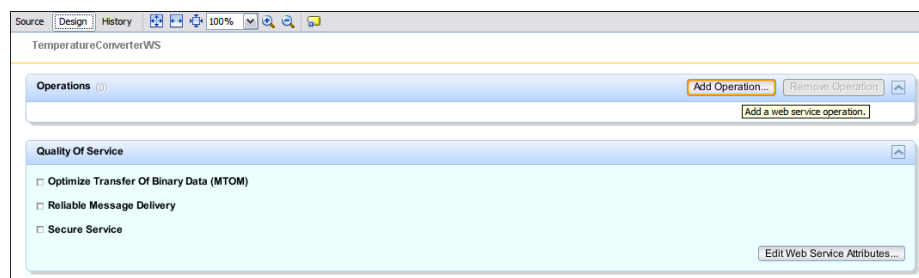 Source Design History 100%
TemperatureConverterWS
Operations (0) Add Operation... Remove Operation
Add a web service operation.
Quality Of Service
Optimize Transfer Of Binary Data (MTOM)
Reliable Message Delivery
Secure Service
Edit Web Service Attributes...